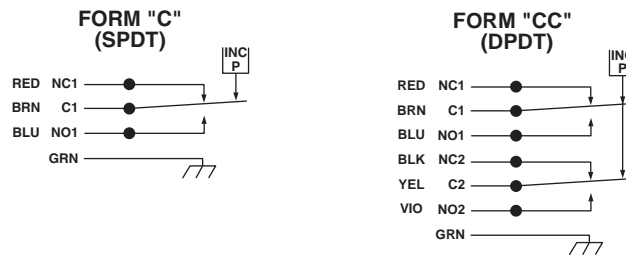 FORM "C"
(SPDT)
INC
P
RED NC1
BRN C1
BLU NO1
GRN
FORM "CC"
(DPDT)
INC
P
RED NC1
BRN C1
BLU NO1
BLK NC2
YEL C2
VIO NO2
GRN